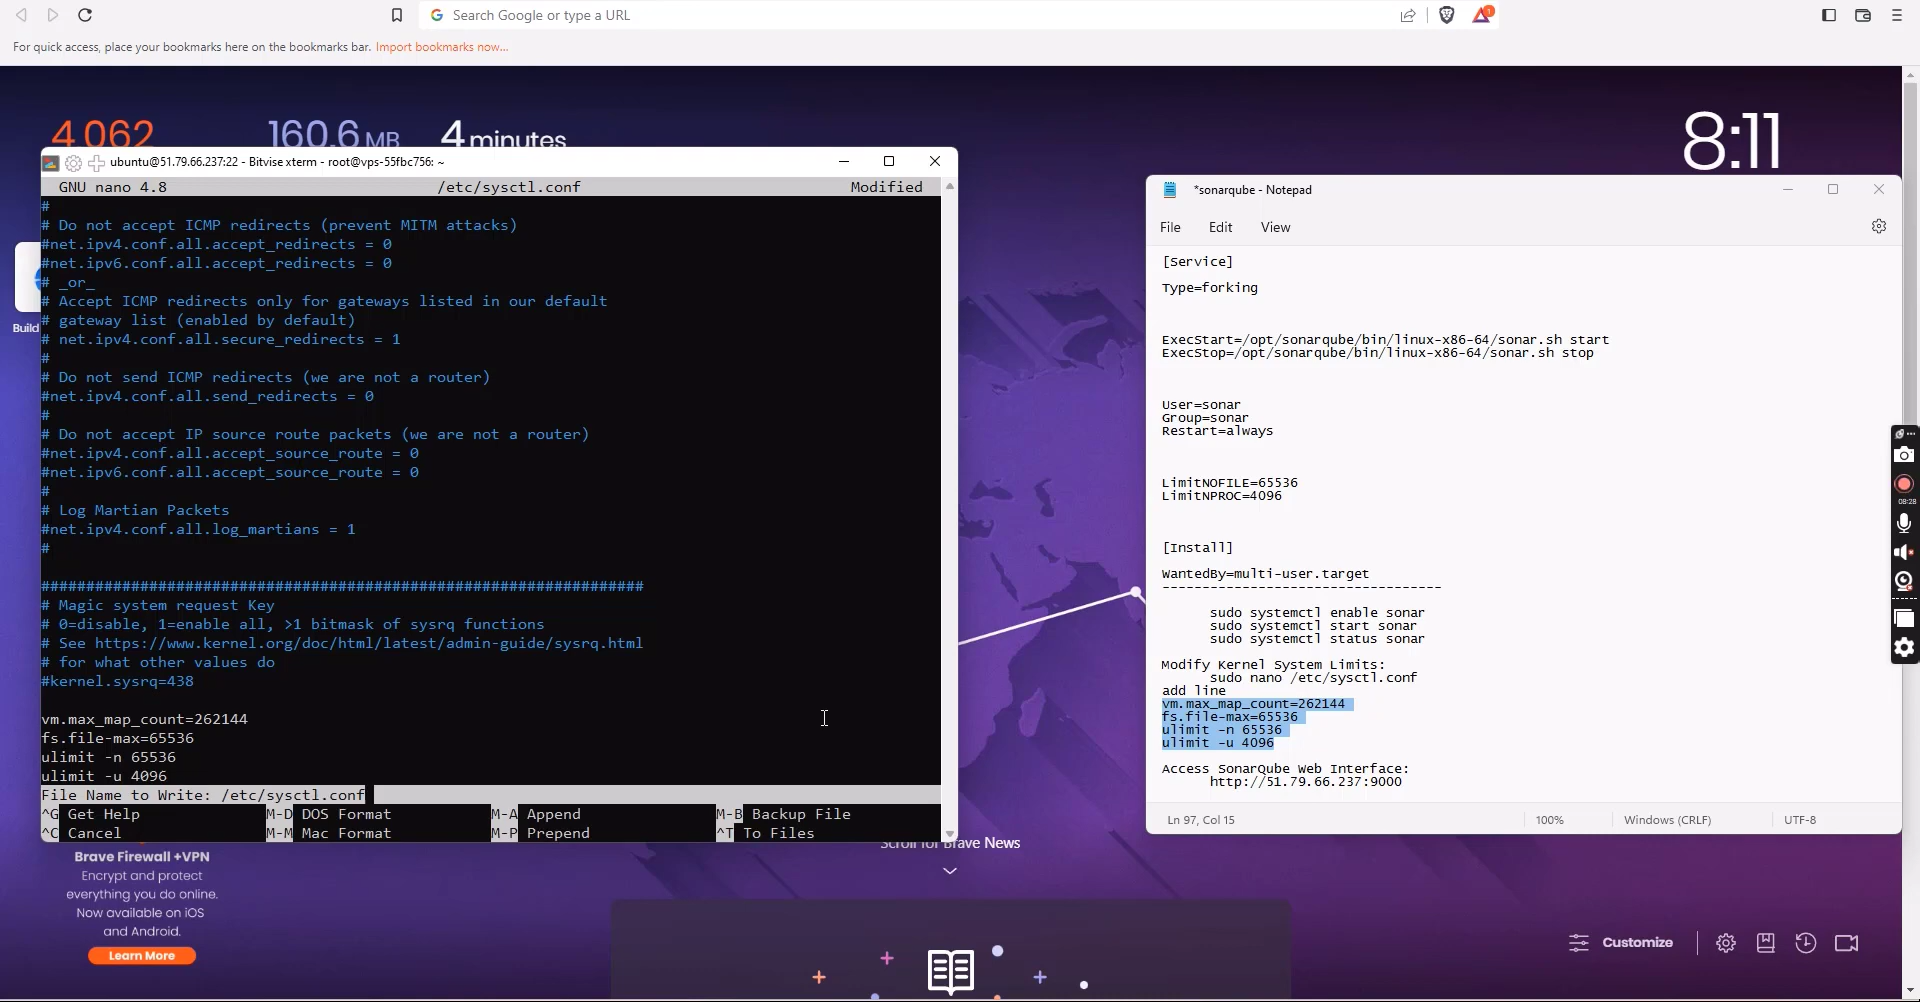 Search Google or type a URL
1
For quick access, place your bookmarks here on the bookmarks bar. Import bookmarks now...
4 062
160.6 MB
4 minutes
8:11
ubuntu@51.79.66.237:22 - Bitvise xterm - root@vps-55fbc756: ~
GNU nano 4.8 /etc/sysctl.conf Modified
#
# Do not accept ICMP redirects (prevent MITM attacks)
#net.ipv4.conf.all.accept_redirects = 0
#net.ipv6.conf.all.accept_redirects = 0
# _or_
# Accept ICMP redirects only for gateways listed in our default
# gateway list (enabled by default)
# net.ipv4.conf.all.secure_redirects = 1
#
# Do not send ICMP redirects (we are not a router)
#net.ipv4.conf.all.send_redirects = 0
#
# Do not accept IP source route packets (we are not a router)
#net.ipv4.conf.all.accept_source_route = 0
#net.ipv6.conf.all.accept_source_route = 0
#
# Log Martian Packets
#net.ipv4.conf.all.log_martians = 1
#
###################################################################
# Magic system request Key
# 0=disable, 1=enable all, >1 bitmask of sysrq functions
# See https://www.kernel.org/doc/html/latest/admin-guide/sysrq.html
# for what other values do
#kernel.sysrq=438
vm.max_map_count=262144
fs.file-max=65536
ulimit -n 65536
ulimit -u 4096
File Name to Write: /etc/sysctl.conf
^G Get Help M-D DOS Format M-A Append M-B Backup File
^C Cancel M-M Mac Format M-P Prepend ^T To Files
Build
*sonarqube - Notepad
File Edit View
[Service]
Type=forking
ExecStart=/opt/sonarqube/bin/linux-x86-64/sonar.sh start
ExecStop=/opt/sonarqube/bin/linux-x86-64/sonar.sh stop
User=sonar
Group=sonar
Restart=always
LimitNOFILE=65536
LimitNPROC=4096
[Install]
WantedBy=multi-user.target
-----------------------------------
sudo systemctl enable sonar
sudo systemctl start sonar
sudo systemctl status sonar
Modify Kernel System Limits:
sudo nano /etc/sysctl.conf
add line
vm.max_map_count=262144
fs.file-max=65536
ulimit -n 65536
ulimit -u 4096
Access SonarQube Web Interface:
http://51.79.66.237:9000
Ln 97, Col 15 100% Windows (CRLF) UTF-8
08:28
Scroll for Brave News
Brave Firewall +VPN
Encrypt and protect
everything you do online.
Now available on iOS
and Android.
Learn More
Customize